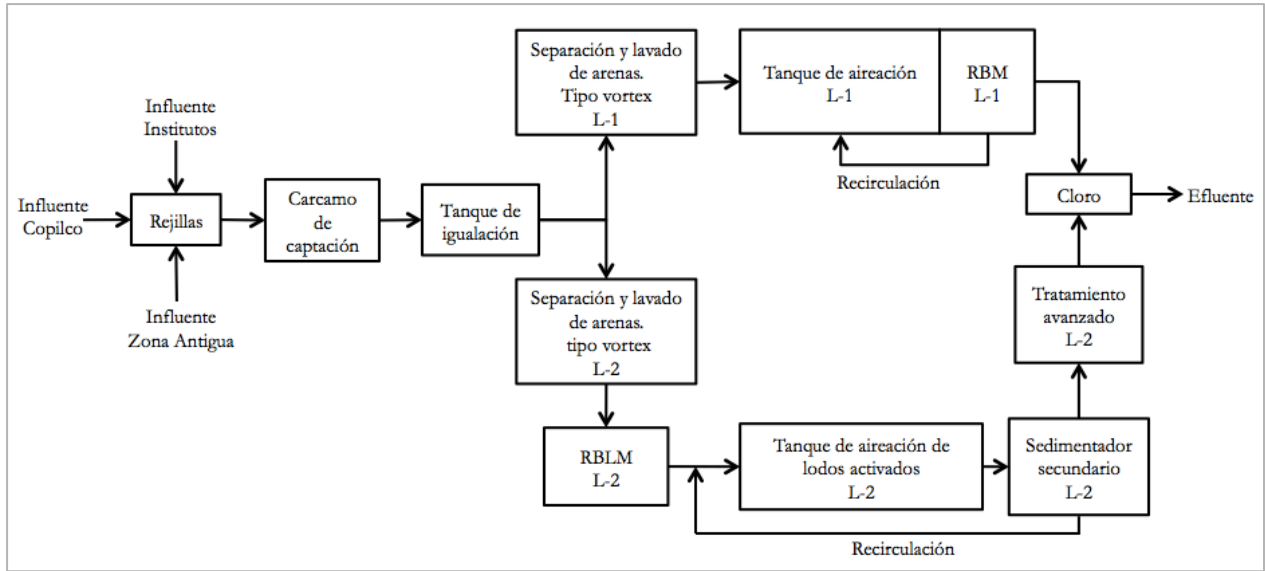 Influente
Institutos
Influente
Copilco
Rejillas
Influente
Zona Antigua
Carcamo
de
captación
Tanque de
igualación
Separación y lavado
de arenas.
Tipo vortex
L-1
Tanque de aireación
L-1
RBM
L-1
Recirculación
Separación y lavado
de arenas.
tipo vortex
L-2
RBLM
L-2
Tanque de aireación de
lodos activados
L-2
Sedimentador
secundario
L-2
Recirculación
Tratamiento
avanzado
L-2
Cloro
Efluente